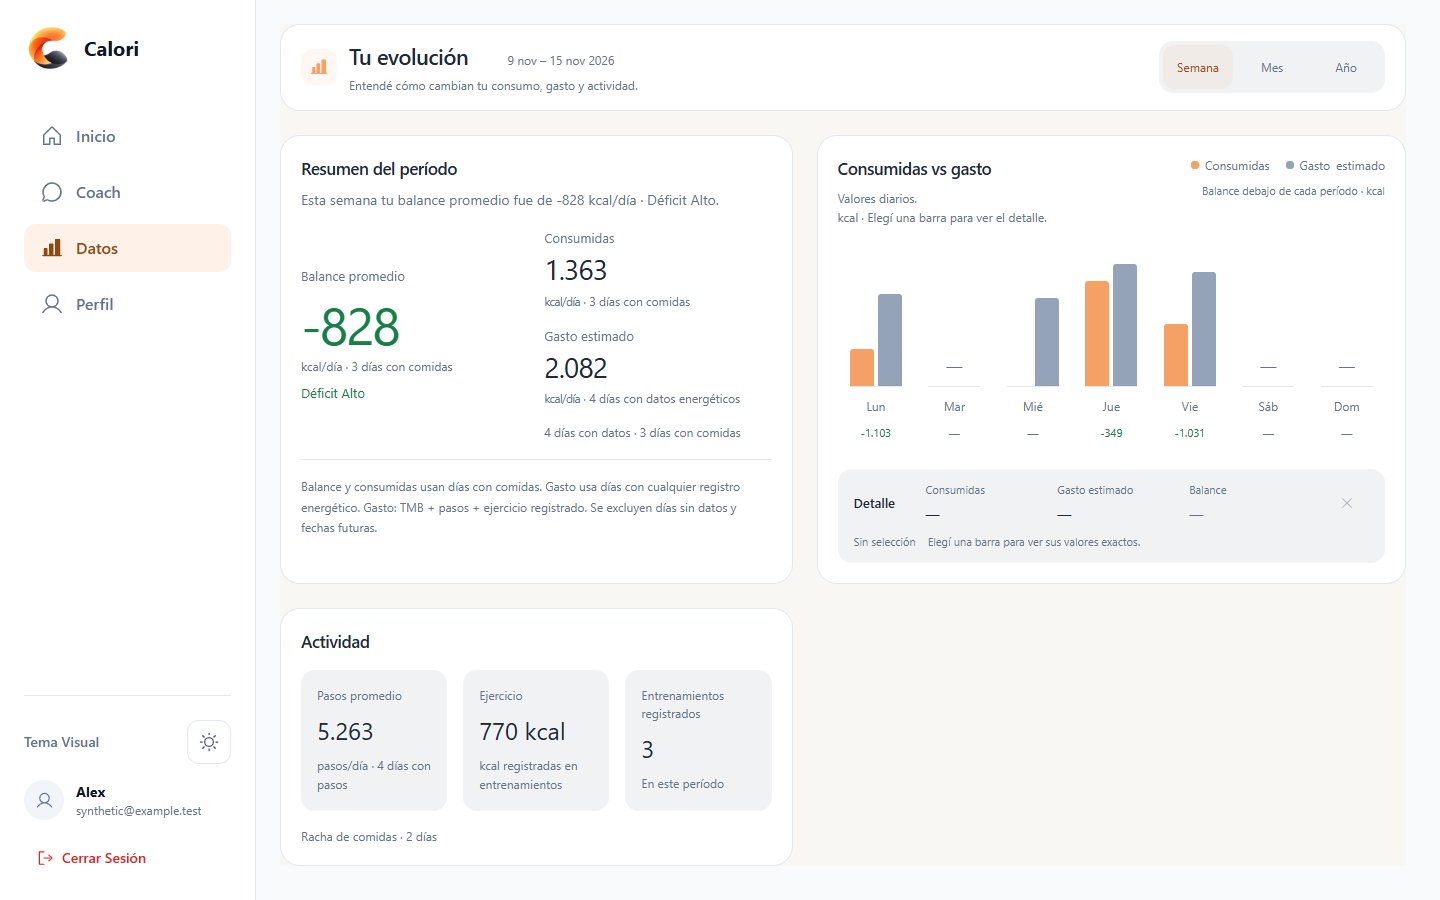 Calori
Inicio
Coach
Datos
Perfil
Tema Visual
Alex
synthetic@example.test
Cerrar Sesión
Tu evolución
9 nov – 15 nov 2026
Entendé cómo cambian tu consumo, gasto y actividad.
Semana
Mes
Año
Resumen del período
Esta semana tu balance promedio fue de -828 kcal/día · Déficit Alto.
Balance promedio
-828
kcal/día · 3 días con comidas
Déficit Alto
Consumidas
1.363
kcal/día · 3 días con comidas
Gasto estimado
2.082
kcal/día · 4 días con datos energéticos
4 días con datos · 3 días con comidas
Balance y consumidas usan días con comidas. Gasto usa días con cualquier registro
energético. Gasto: TMB + pasos + ejercicio registrado. Se excluyen días sin datos y
fechas futuras.
Consumidas vs gasto
Valores diarios.
kcal · Elegí una barra para ver el detalle.
Consumidas
Gasto estimado
Balance debajo de cada período · kcal
— — —
Lun Mar Mié Jue Vie Sáb Dom
-1.103 — — -349 -1.031 — —
Detalle
Consumidas
—
Gasto estimado
—
Balance
—
Sin selección Elegí una barra para ver sus valores exactos.
Actividad
Pasos promedio
5.263
pasos/día · 4 días con
pasos
Ejercicio
770 kcal
kcal registradas en
entrenamientos
Entrenamientos
registrados
3
En este período
Racha de comidas · 2 días